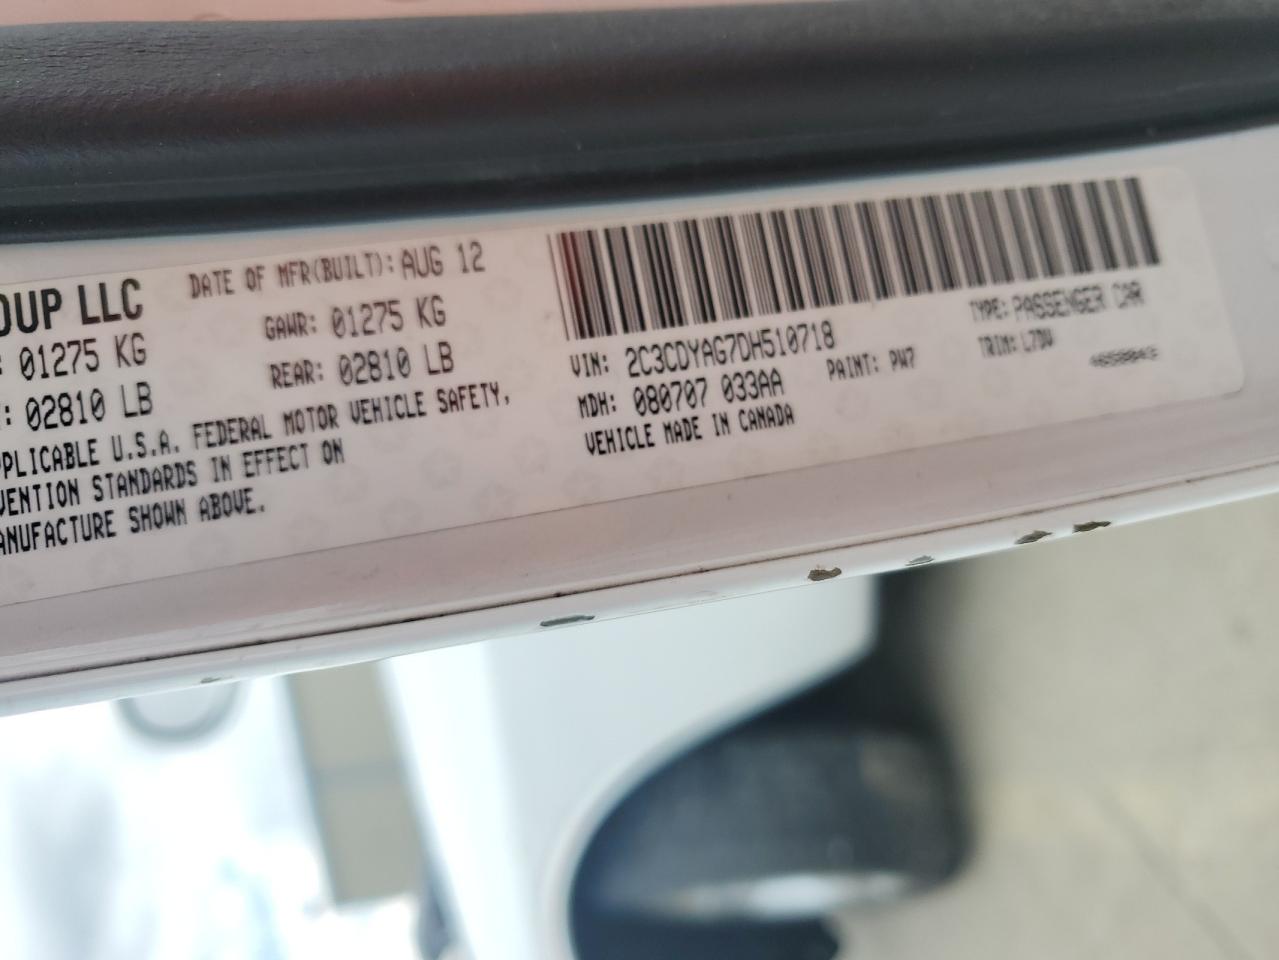 OUP LLC
DATE OF MFR(BUILT): AUG 12
: 01275 KG
GAWR: 01275 KG
: 02810 LB
REAR: 02810 LB
PPLICABLE U.S.A. FEDERAL MOTOR VEHICLE SAFETY,
VENTION STANDARDS IN EFFECT ON
ANUFACTURE SHOWN ABOVE.
VIN: 2C3CDYAG7DH510718
TYPE: PASSENGER CAR
MDH: 080707 033AA
PAINT: PW7
TRIM: L7DV
VEHICLE MADE IN CANADA